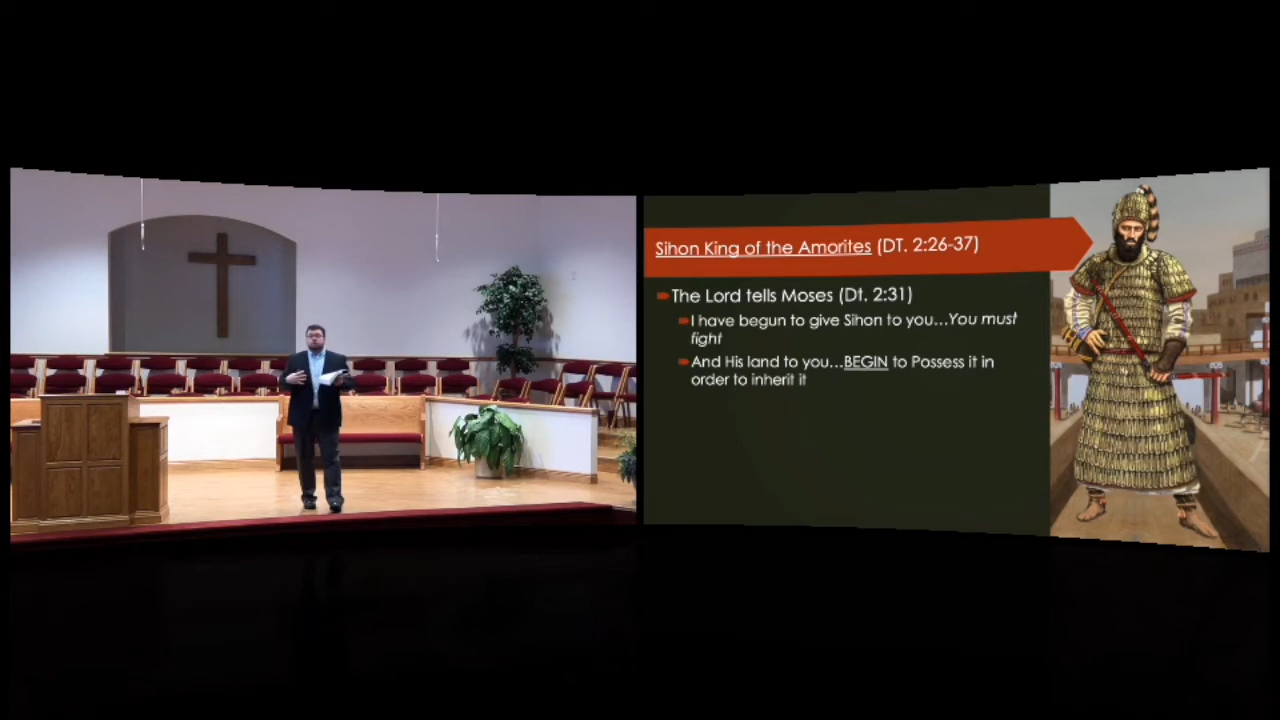 Sihon King of the Amorites (DT. 2:26-37)
The Lord tells Moses (Dt. 2:31)
I have begun to give Sihon to you...You must
fight
And His land to you...BEGIN to Possess it in
order to inherit it